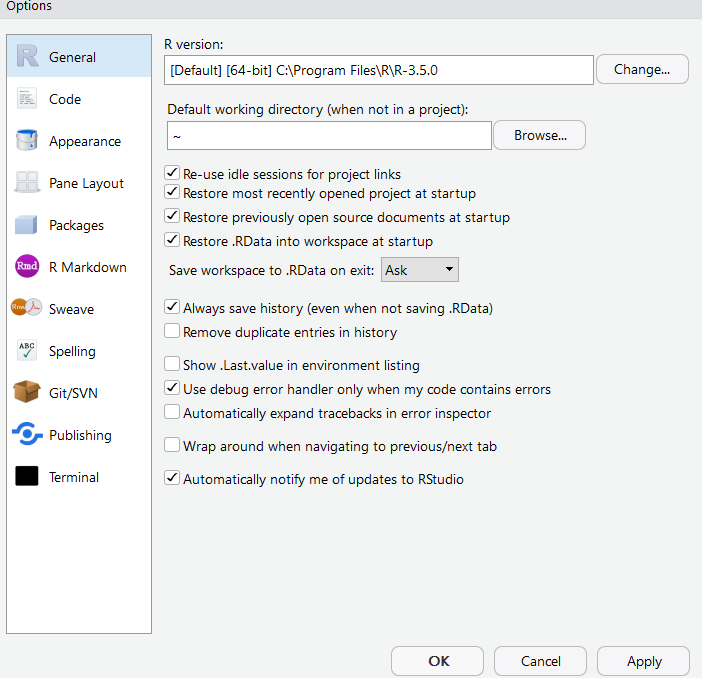 Options
General
Code
Appearance
Pane Layout
Packages
Rmd
R Markdown
Rnw
Sweave
ABC
Spelling
Git/SVN
Publishing
Terminal
R version:
[Default] [64-bit] C:\Program Files\R\R-3.5.0
Change...
Default working directory (when not in a project):
~
Browse...
Re-use idle sessions for project links
Restore most recently opened project at startup
Restore previously open source documents at startup
Restore .RData into workspace at startup
Save workspace to .RData on exit: Ask
Always save history (even when not saving .RData)
Remove duplicate entries in history
Show .Last.value in environment listing
Use debug error handler only when my code contains errors
Automatically expand tracebacks in error inspector
Wrap around when navigating to previous/next tab
Automatically notify me of updates to RStudio
OK
Cancel
Apply